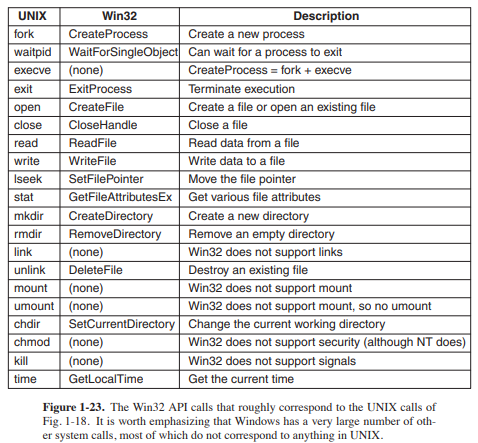 UNIX Win32 Description
fork CreateProcess Create a new process
waitpid WaitForSingleObject Can wait for a process to exit
execve (none) CreateProcess = fork + execve
exit ExitProcess Terminate execution
open CreateFile Create a file or open an existing file
close CloseHandle Close a file
read ReadFile Read data from a file
write WriteFile Write data to a file
lseek SetFilePointer Move the file pointer
stat GetFileAttributesEx Get various file attributes
mkdir CreateDirectory Create a new directory
rmdir RemoveDirectory Remove an empty directory
link (none) Win32 does not support links
unlink DeleteFile Destroy an existing file
mount (none) Win32 does not support mount
umount (none) Win32 does not support mount, so no umount
chdir SetCurrentDirectory Change the current working directory
chmod (none) Win32 does not support security (although NT does)
kill (none) Win32 does not support signals
time GetLocalTime Get the current time
Figure 1-23. The Win32 API calls that roughly correspond to the UNIX calls of
Fig. 1-18. It is worth emphasizing that Windows has a very large number of oth-
er system calls, most of which do not correspond to anything in UNIX.